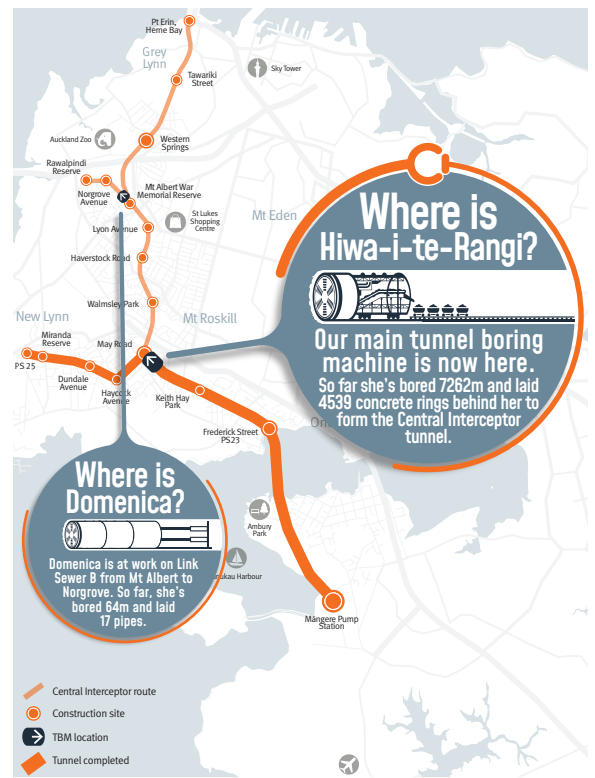 Pt Erin,
Herne Bay
Grey
Lynn
Tawariki
Street
Sky Tower
Auckland Zoo
Western
Springs
Rawalpindi
Reserve
Norgrove
Avenue
Mt Albert War
Memorial Reserve
Lyon Avenue
St Lukes
Shopping
Centre
Mt Eden
Haverstock Road
Walmsley Park
New Lynn
Mt Roskill
Miranda
Reserve
PS 25
May Road
Dundale
Avenue
Haycock
Avenue
Keith Hay
Park
Frederick Street
PS23
On
Where is
Hiwa-i-te-Rangi?
Our main tunnel boring
machine is now here.
So far she's bored 7262m and laid
4539 concrete rings behind her to
form the Central Interceptor
tunnel.
Where is
Domenica?
Domenica is at work on Link
Sewer B from Mt Albert to
Norgrove. So far, she's
bored 64m and laid
17 pipes.
Ambury
Park
nukau Harbour
Māngere Pump
Station
Central Interceptor route
Construction site
TBM location
Tunnel completed